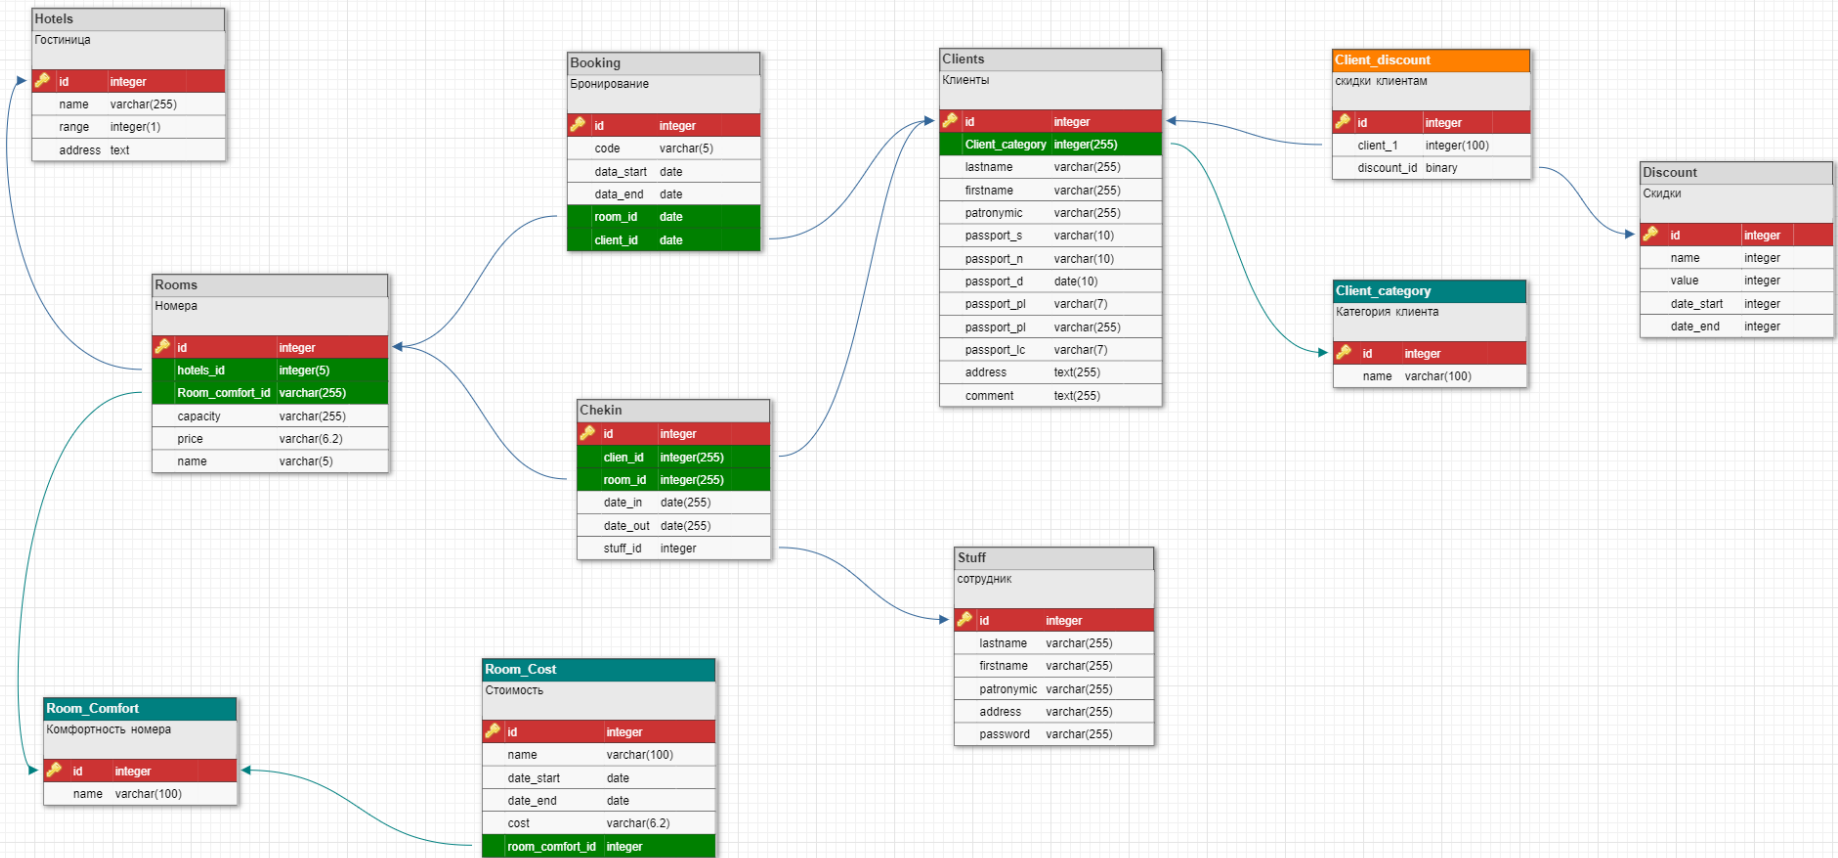 Hotels
Гостиница
id integer
name varchar(255)
range integer(1)
address text
Booking
Бронирование
id integer
code varchar(5)
data_start date
data_end date
room_id date
client_id date
Clients
Клиенты
id integer
Client_category integer(255)
lastname varchar(255)
firstname varchar(255)
patronymic varchar(255)
passport_s varchar(10)
passport_n varchar(10)
passport_d date(10)
passport_pl varchar(7)
passport_pl varchar(255)
passport_lc varchar(7)
address text(255)
comment text(255)
Client_discount
скидки клиентам
id integer
client_1 integer(100)
discount_id binary
Discount
Скидки
id integer
name integer
value integer
date_start integer
date_end integer
Client_category
Категория клиента
id integer
name varchar(100)
Rooms
Номера
id integer
hotels_id integer(5)
Room_comfort_id varchar(255)
capacity varchar(255)
price varchar(6.2)
name varchar(5)
Chekin
id integer
clien_id integer(255)
room_id integer(255)
date_in date(255)
date_out date(255)
stuff_id integer
Stuff
сотрудник
id integer
lastname varchar(255)
firstname varchar(255)
patronymic varchar(255)
address varchar(255)
password varchar(255)
Room_Comfort
Комфортность номера
id integer
name varchar(100)
Room_Cost
Стоимость
id integer
name varchar(100)
date_start date
date_end date
cost varchar(6.2)
room_comfort_id integer